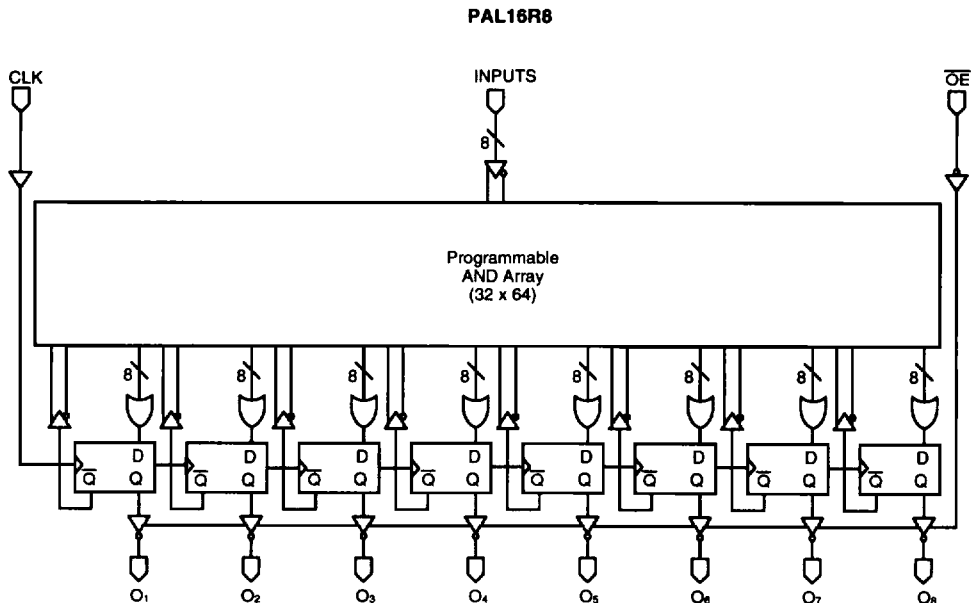 PAL16R8
CLK INPUTS O̅E̅
8
Programmable
AND Array
(32 x 64)
8 8 8 8 8 8 8 8
D D D D D D D D
Q̅ Q Q̅ Q Q̅ Q Q̅ Q Q̅ Q Q̅ Q Q̅ Q Q̅ Q
O₁ O₂ O₃ O₄ O₅ O₆ O₇ O₈